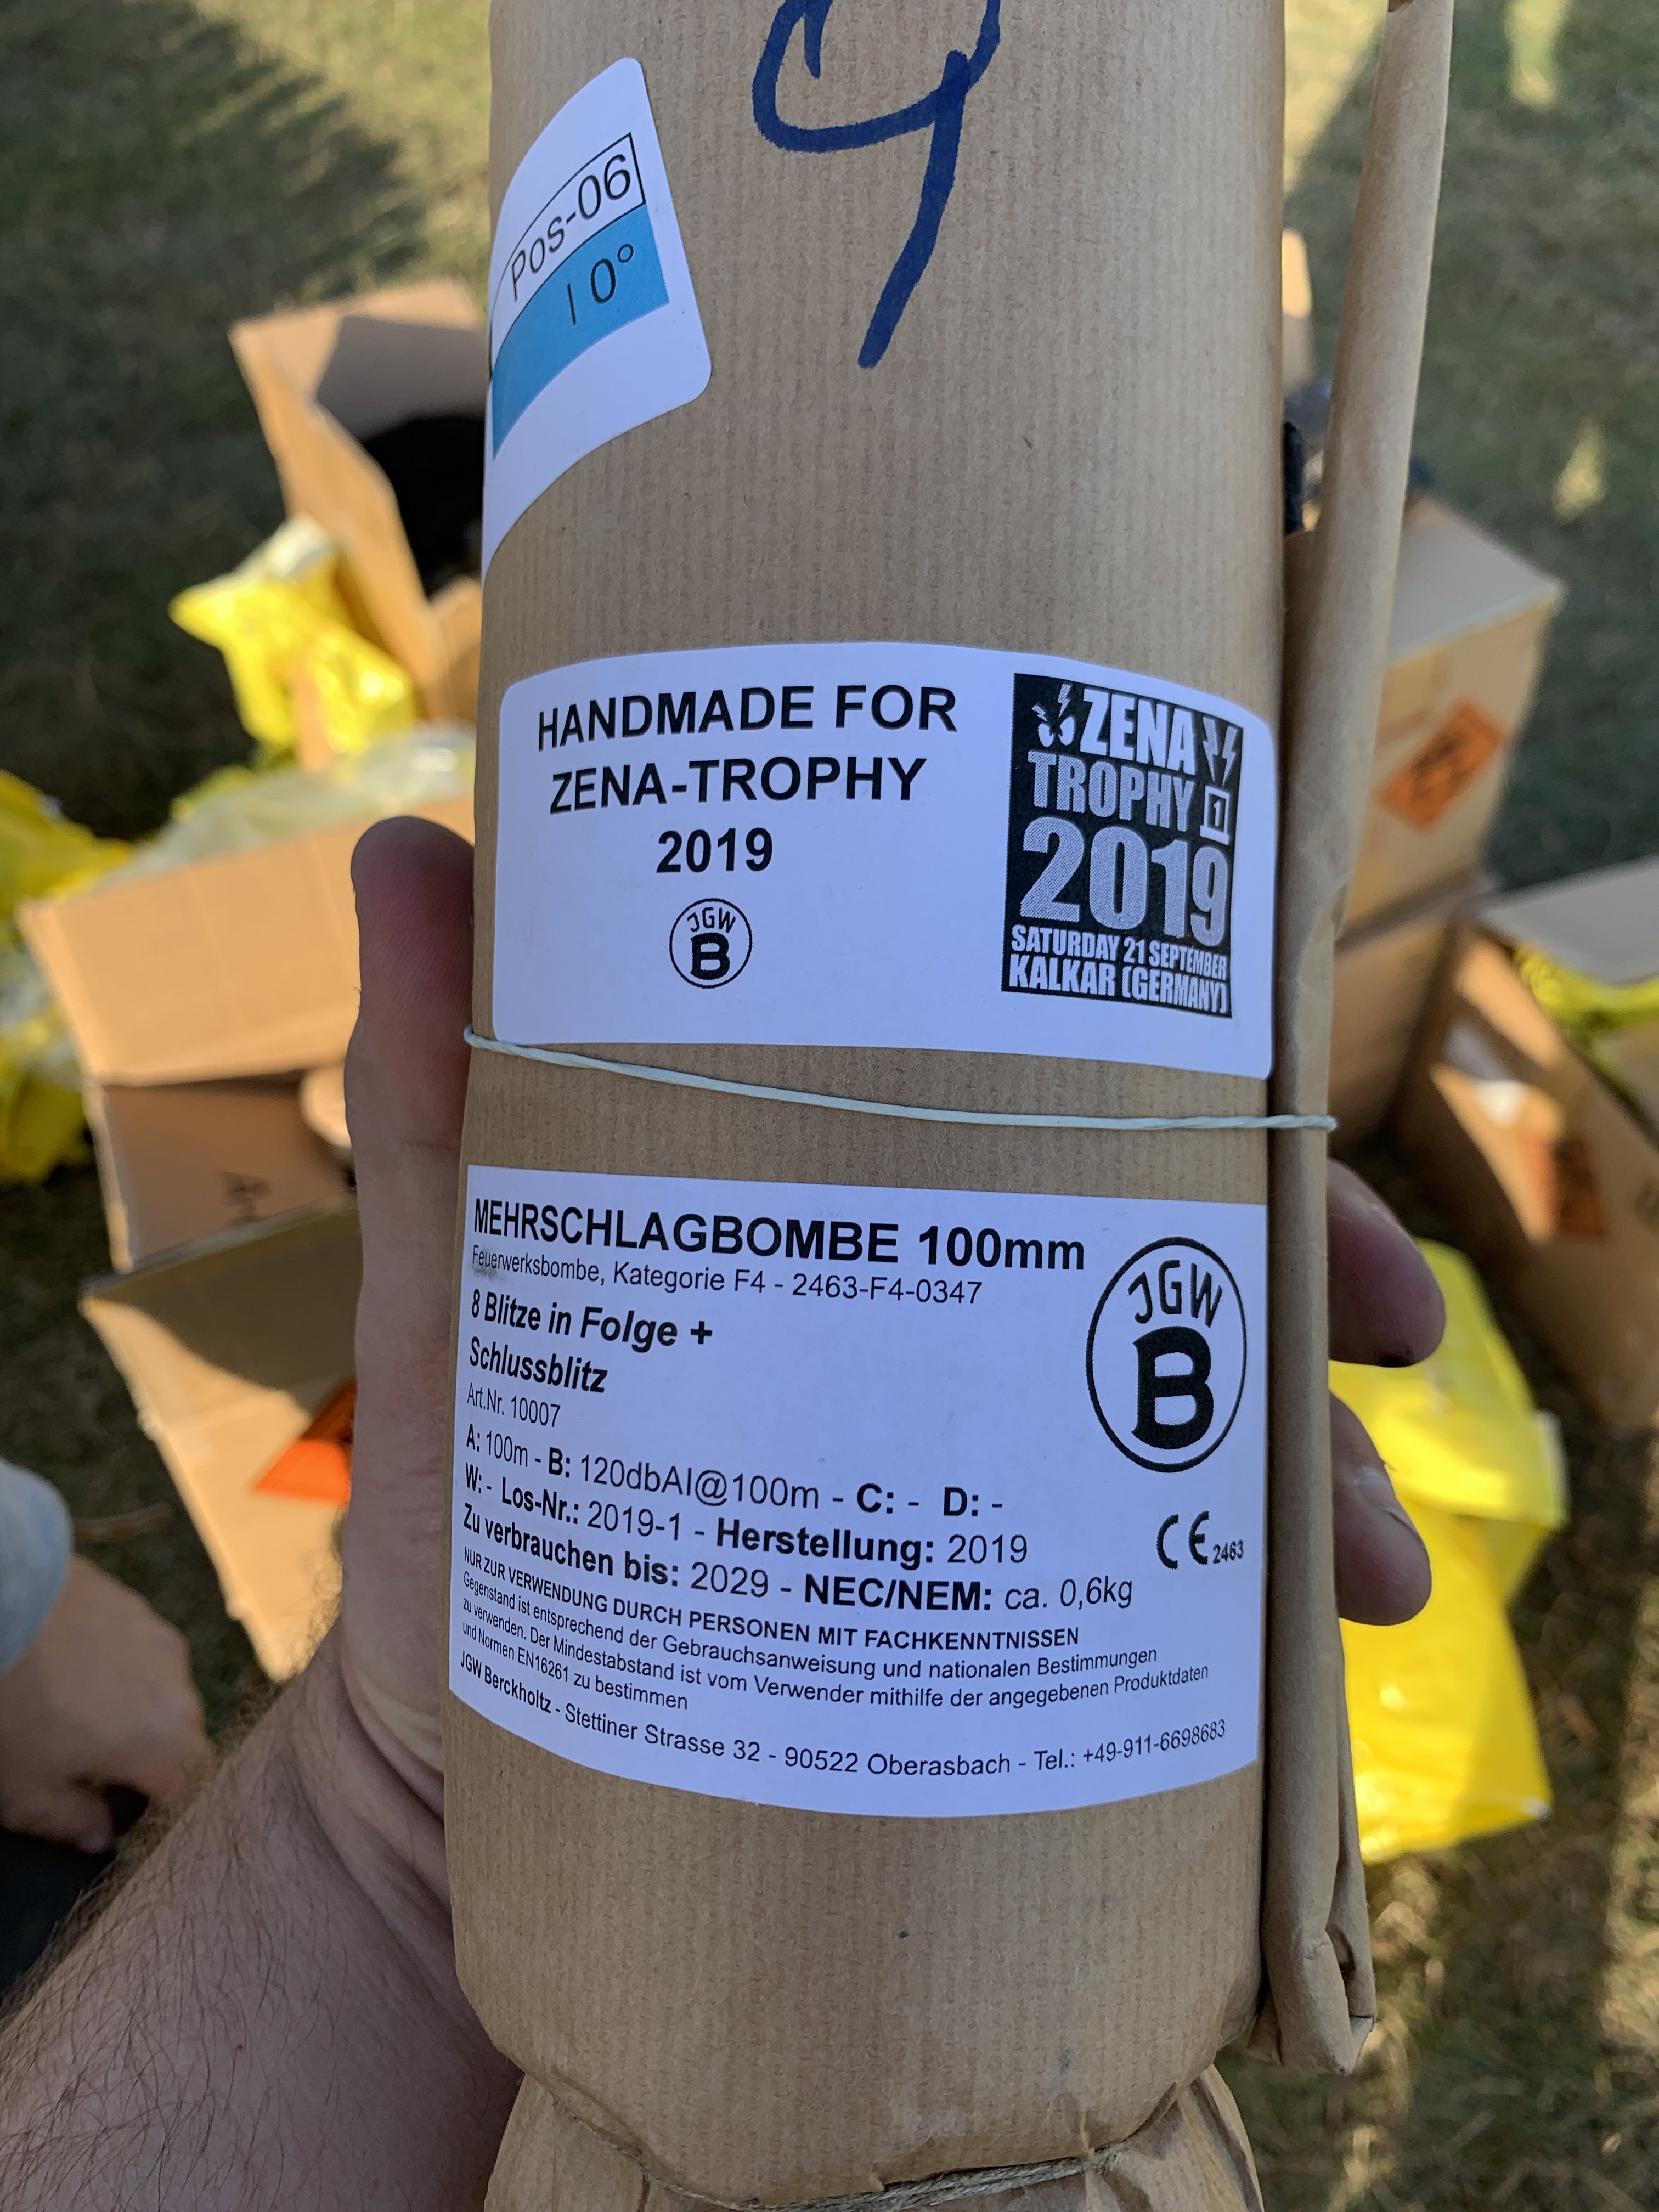 9
Pos-06
10°
HANDMADE FOR
ZENA-TROPHY
2019
JGW
B
ZENA
TROPHY 1
2019
SATURDAY 21 SEPTEMBER
KALKAR (GERMANY)
MEHRSCHLAGBOMBE 100mm
Feuerwerksbombe, Kategorie F4 - 2463-F4-0347
8 Blitze in Folge +
Schlussblitz
Art.Nr. 10007
A: 100m - B: 120dbAI@100m - C: - D: -
W: - Los-Nr.: 2019-1 - Herstellung: 2019
Zu verbrauchen bis: 2029 - NEC/NEM: ca. 0,6kg
NUR ZUR VERWENDUNG DURCH PERSONEN MIT FACHKENNTNISSEN
Gegenstand ist entsprechend der Gebrauchsanweisung und nationalen Bestimmungen
zu verwenden. Der Mindestabstand ist vom Verwender mithilfe der angegebenen Produktdaten
und Normen EN16261 zu bestimmen
JGW Berckholtz - Stettiner Strasse 32 - 90522 Oberasbach - Tel.: +49-911-6698683
JGW
B
CE 2463